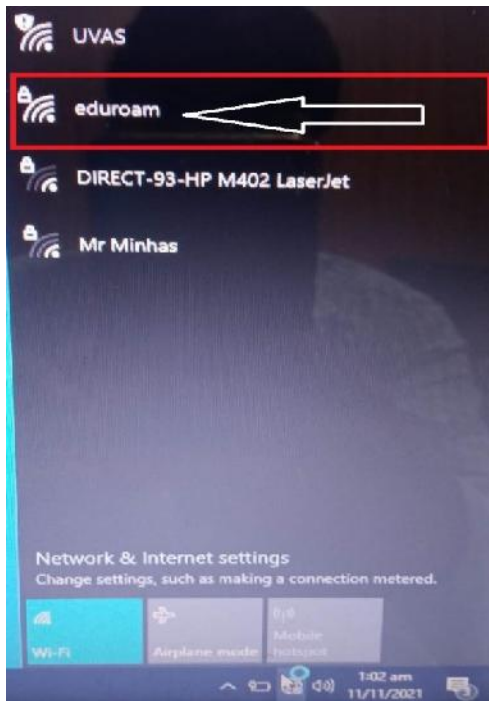 UVAS
eduroam
DIRECT-93-HP M402 LaserJet
Mr Minhas
Network & Internet settings
Change settings, such as making a connection metered.
Wi-Fi
Airplane mode
Mobile
hotspot
1:02 am
11/11/2021